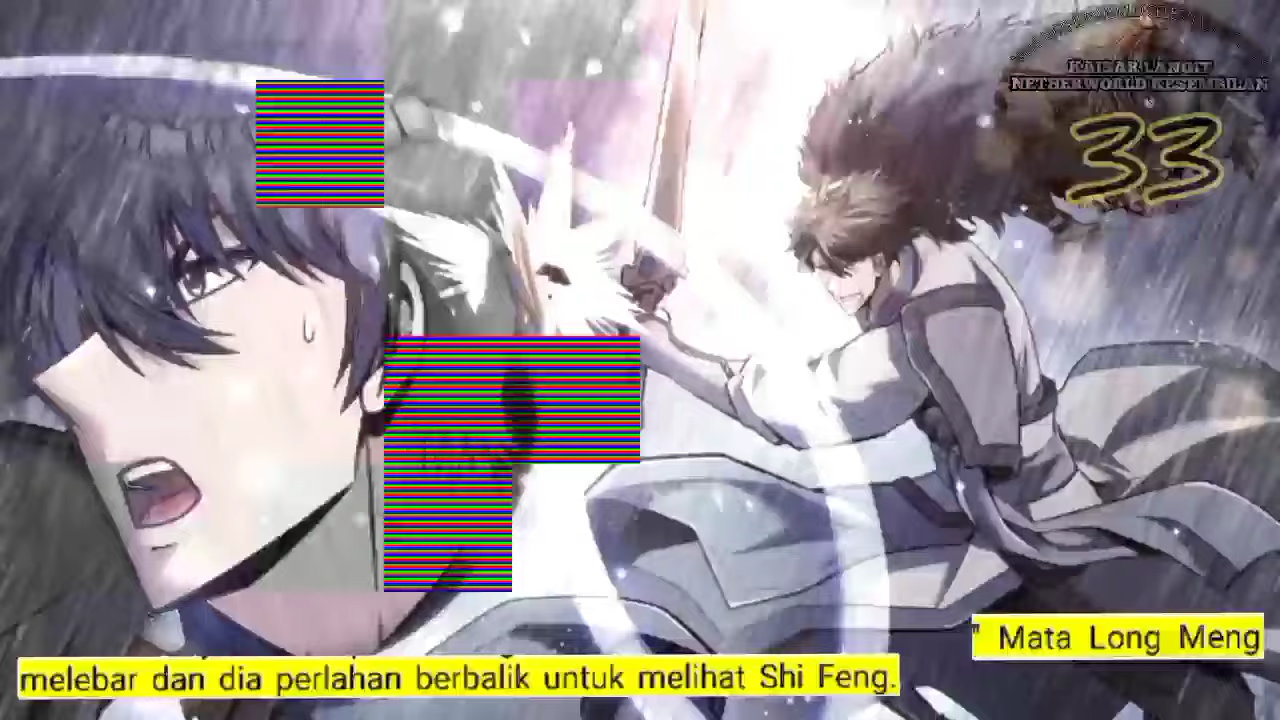 KAISAR LANGIT
NETHERWORLD KESEMBILAN
33
" Mata Long Meng
melebar dan dia perlahan berbalik untuk melihat Shi Feng.